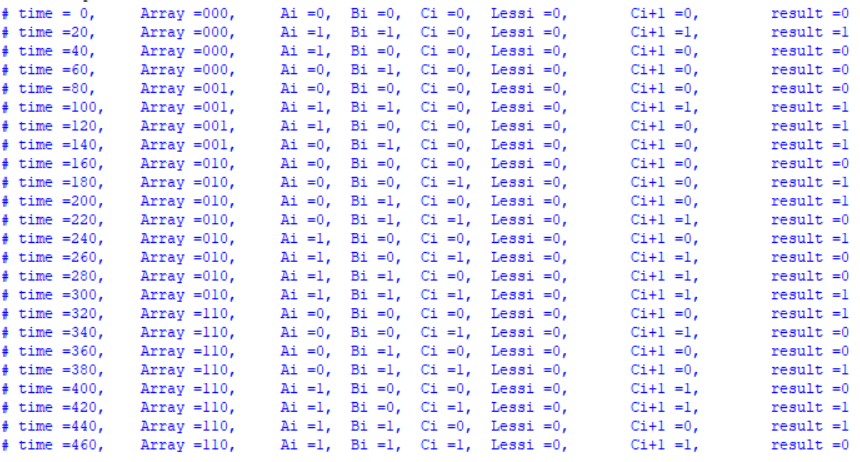 # time = 0, Array =000, Ai =0, Bi =0, Ci =0, Lessi =0, Ci+1 =0, result =0
# time =20, Array =000, Ai =1, Bi =1, Ci =0, Lessi =0, Ci+1 =1, result =1
# time =40, Array =000, Ai =1, Bi =0, Ci =0, Lessi =0, Ci+1 =0, result =0
# time =60, Array =000, Ai =0, Bi =1, Ci =0, Lessi =0, Ci+1 =0, result =0
# time =80, Array =001, Ai =0, Bi =0, Ci =0, Lessi =0, Ci+1 =0, result =0
# time =100, Array =001, Ai =1, Bi =1, Ci =0, Lessi =0, Ci+1 =1, result =1
# time =120, Array =001, Ai =1, Bi =0, Ci =0, Lessi =0, Ci+1 =0, result =1
# time =140, Array =001, Ai =0, Bi =1, Ci =0, Lessi =0, Ci+1 =0, result =1
# time =160, Array =010, Ai =0, Bi =0, Ci =0, Lessi =0, Ci+1 =0, result =0
# time =180, Array =010, Ai =0, Bi =0, Ci =1, Lessi =0, Ci+1 =0, result =1
# time =200, Array =010, Ai =0, Bi =1, Ci =0, Lessi =0, Ci+1 =0, result =1
# time =220, Array =010, Ai =0, Bi =1, Ci =1, Lessi =0, Ci+1 =1, result =0
# time =240, Array =010, Ai =1, Bi =0, Ci =0, Lessi =0, Ci+1 =0, result =1
# time =260, Array =010, Ai =1, Bi =0, Ci =1, Lessi =0, Ci+1 =1, result =0
# time =280, Array =010, Ai =1, Bi =1, Ci =0, Lessi =0, Ci+1 =1, result =0
# time =300, Array =010, Ai =1, Bi =1, Ci =1, Lessi =0, Ci+1 =1, result =1
# time =320, Array =110, Ai =0, Bi =0, Ci =0, Lessi =0, Ci+1 =0, result =1
# time =340, Array =110, Ai =0, Bi =0, Ci =1, Lessi =0, Ci+1 =1, result =0
# time =360, Array =110, Ai =0, Bi =1, Ci =0, Lessi =0, Ci+1 =0, result =0
# time =380, Array =110, Ai =0, Bi =1, Ci =1, Lessi =0, Ci+1 =0, result =1
# time =400, Array =110, Ai =1, Bi =0, Ci =0, Lessi =0, Ci+1 =1, result =0
# time =420, Array =110, Ai =1, Bi =0, Ci =1, Lessi =0, Ci+1 =1, result =1
# time =440, Array =110, Ai =1, Bi =1, Ci =0, Lessi =0, Ci+1 =0, result =1
# time =460, Array =110, Ai =1, Bi =1, Ci =1, Lessi =0, Ci+1 =1, result =0